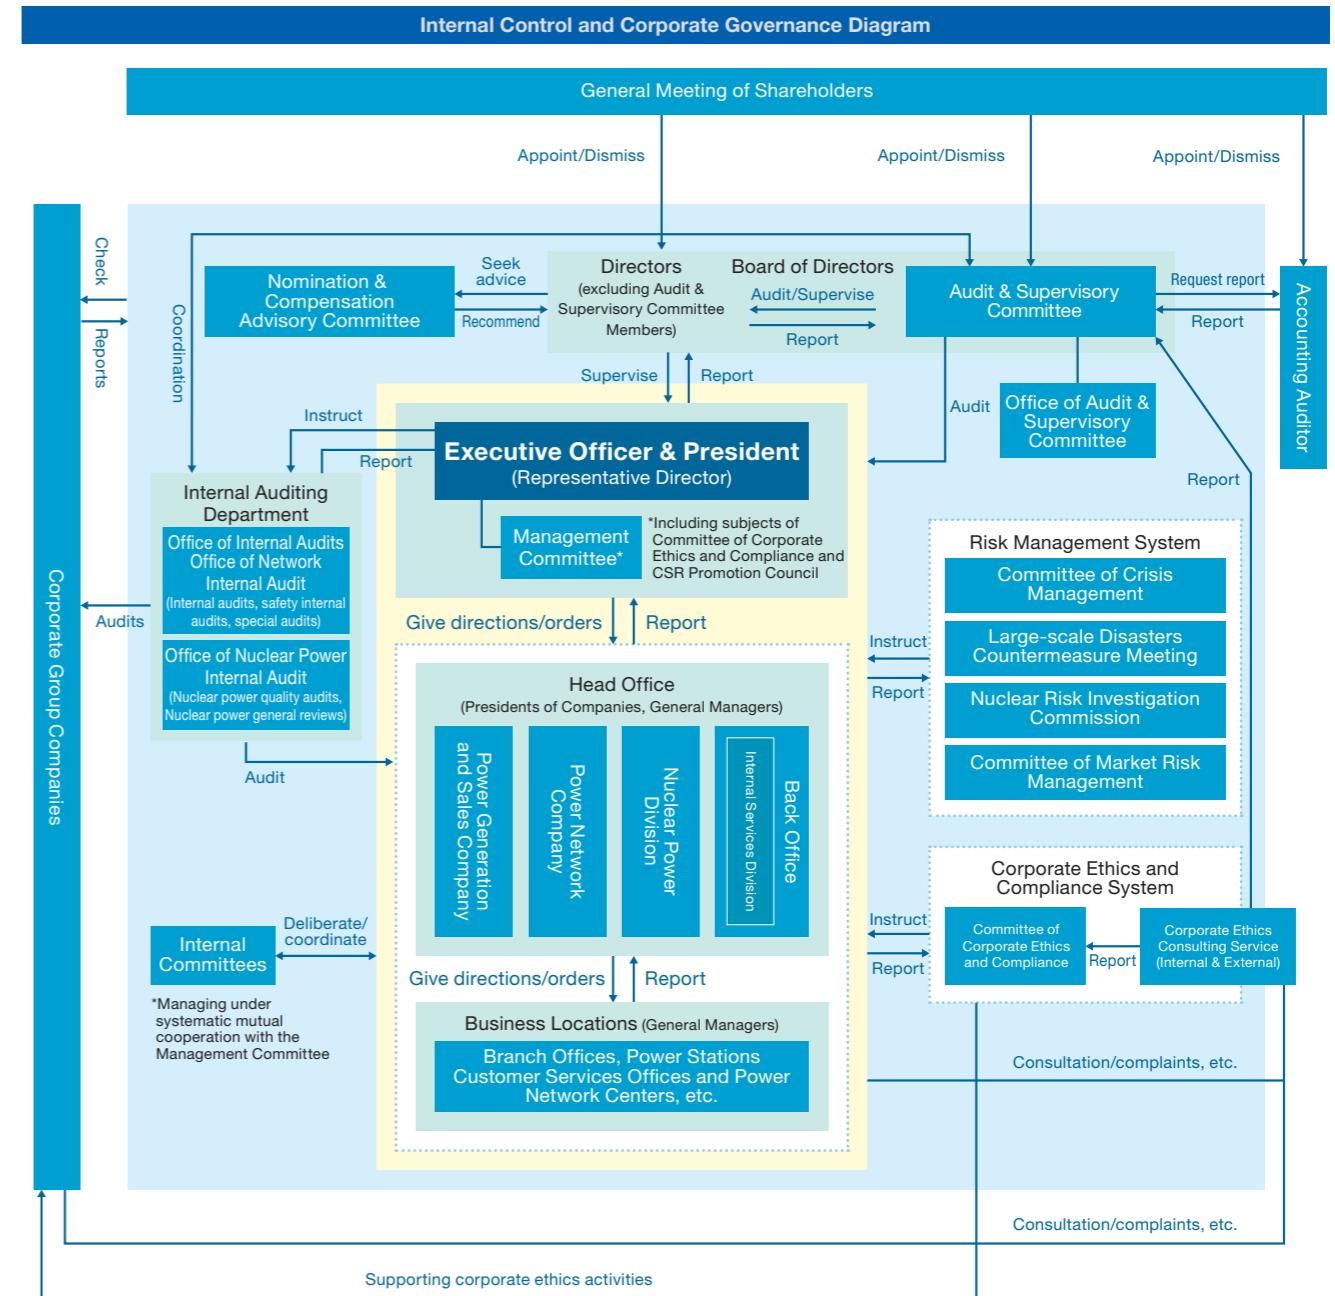 Internal Control and Corporate Governance Diagram
General Meeting of Shareholders
Appoint/Dismiss
Appoint/Dismiss
Appoint/Dismiss
Check
Reports
Coordination
Nomination &
Compensation
Advisory Committee
Seek
advice
Recommend
Directors
(excluding Audit &
Supervisory Committee
Members)
Board of Directors
Audit/Supervise
Report
Audit & Supervisory
Committee
Request report
Report
Accounting Auditor
Supervise
Report
Audit
Office of Audit &
Supervisory
Committee
Report
Instruct
Report
Executive Officer & President
(Representative Director)
Management
Committee*
*Including subjects of
Committee of Corporate
Ethics and Compliance and
CSR Promotion Council
Internal Auditing
Department
Office of Internal Audits
Office of Network
Internal Audit
(Internal audits, safety internal
audits, special audits)
Office of Nuclear Power
Internal Audit
(Nuclear power quality audits,
Nuclear power general reviews)
Audits
Audit
Corporate Group Companies
Give directions/orders
Report
Head Office
(Presidents of Companies, General Managers)
Power Generation
and Sales Company
Power Network
Company
Nuclear Power
Division
Internal Services Division
Back Office
Instruct
Report
Risk Management System
Committee of Crisis
Management
Large-scale Disasters
Countermeasure Meeting
Nuclear Risk Investigation
Commission
Committee of Market Risk
Management
Internal
Committees
Deliberate/
coordinate
*Managing under
systematic mutual
cooperation with the
Management Committee
Give directions/orders
Report
Business Locations (General Managers)
Branch Offices, Power Stations
Customer Services Offices and Power
Network Centers, etc.
Instruct
Report
Corporate Ethics and
Compliance System
Committee of
Corporate Ethics
and Compliance
Report
Corporate Ethics
Consulting Service
(Internal & External)
Consultation/complaints, etc.
Consultation/complaints, etc.
Supporting corporate ethics activities